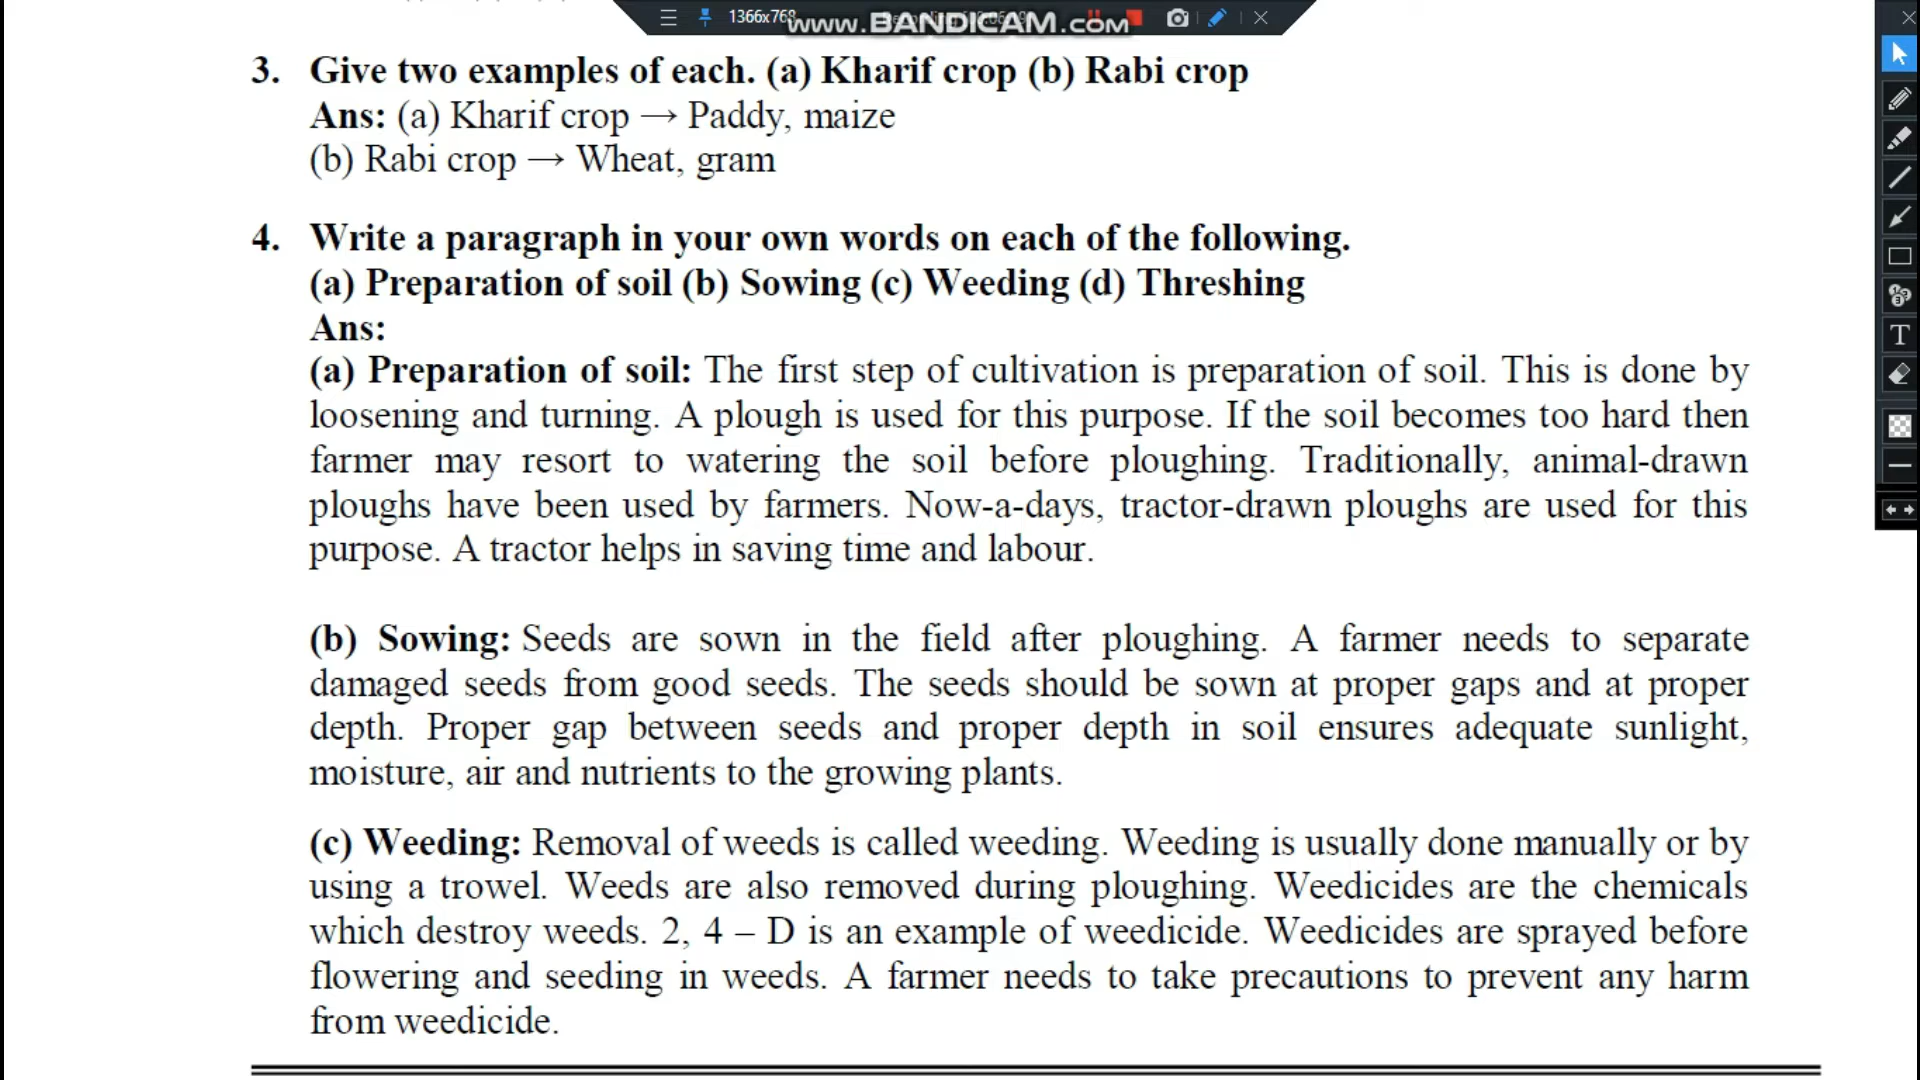 1366x768
www.BANDICAM.COM
3. Give two examples of each. (a) Kharif crop (b) Rabi crop
Ans: (a) Kharif crop → Paddy, maize
(b) Rabi crop → Wheat, gram
4. Write a paragraph in your own words on each of the following.
(a) Preparation of soil (b) Sowing (c) Weeding (d) Threshing
Ans:
(a) Preparation of soil: The first step of cultivation is preparation of soil. This is done by
loosening and turning. A plough is used for this purpose. If the soil becomes too hard then
farmer may resort to watering the soil before ploughing. Traditionally, animal-drawn
ploughs have been used by farmers. Now-a-days, tractor-drawn ploughs are used for this
purpose. A tractor helps in saving time and labour.
(b) Sowing: Seeds are sown in the field after ploughing. A farmer needs to separate
damaged seeds from good seeds. The seeds should be sown at proper gaps and at proper
depth. Proper gap between seeds and proper depth in soil ensures adequate sunlight,
moisture, air and nutrients to the growing plants.
(c) Weeding: Removal of weeds is called weeding. Weeding is usually done manually or by
using a trowel. Weeds are also removed during ploughing. Weedicides are the chemicals
which destroy weeds. 2, 4 – D is an example of weedicide. Weedicides are sprayed before
flowering and seeding in weeds. A farmer needs to take precautions to prevent any harm
from weedicide.